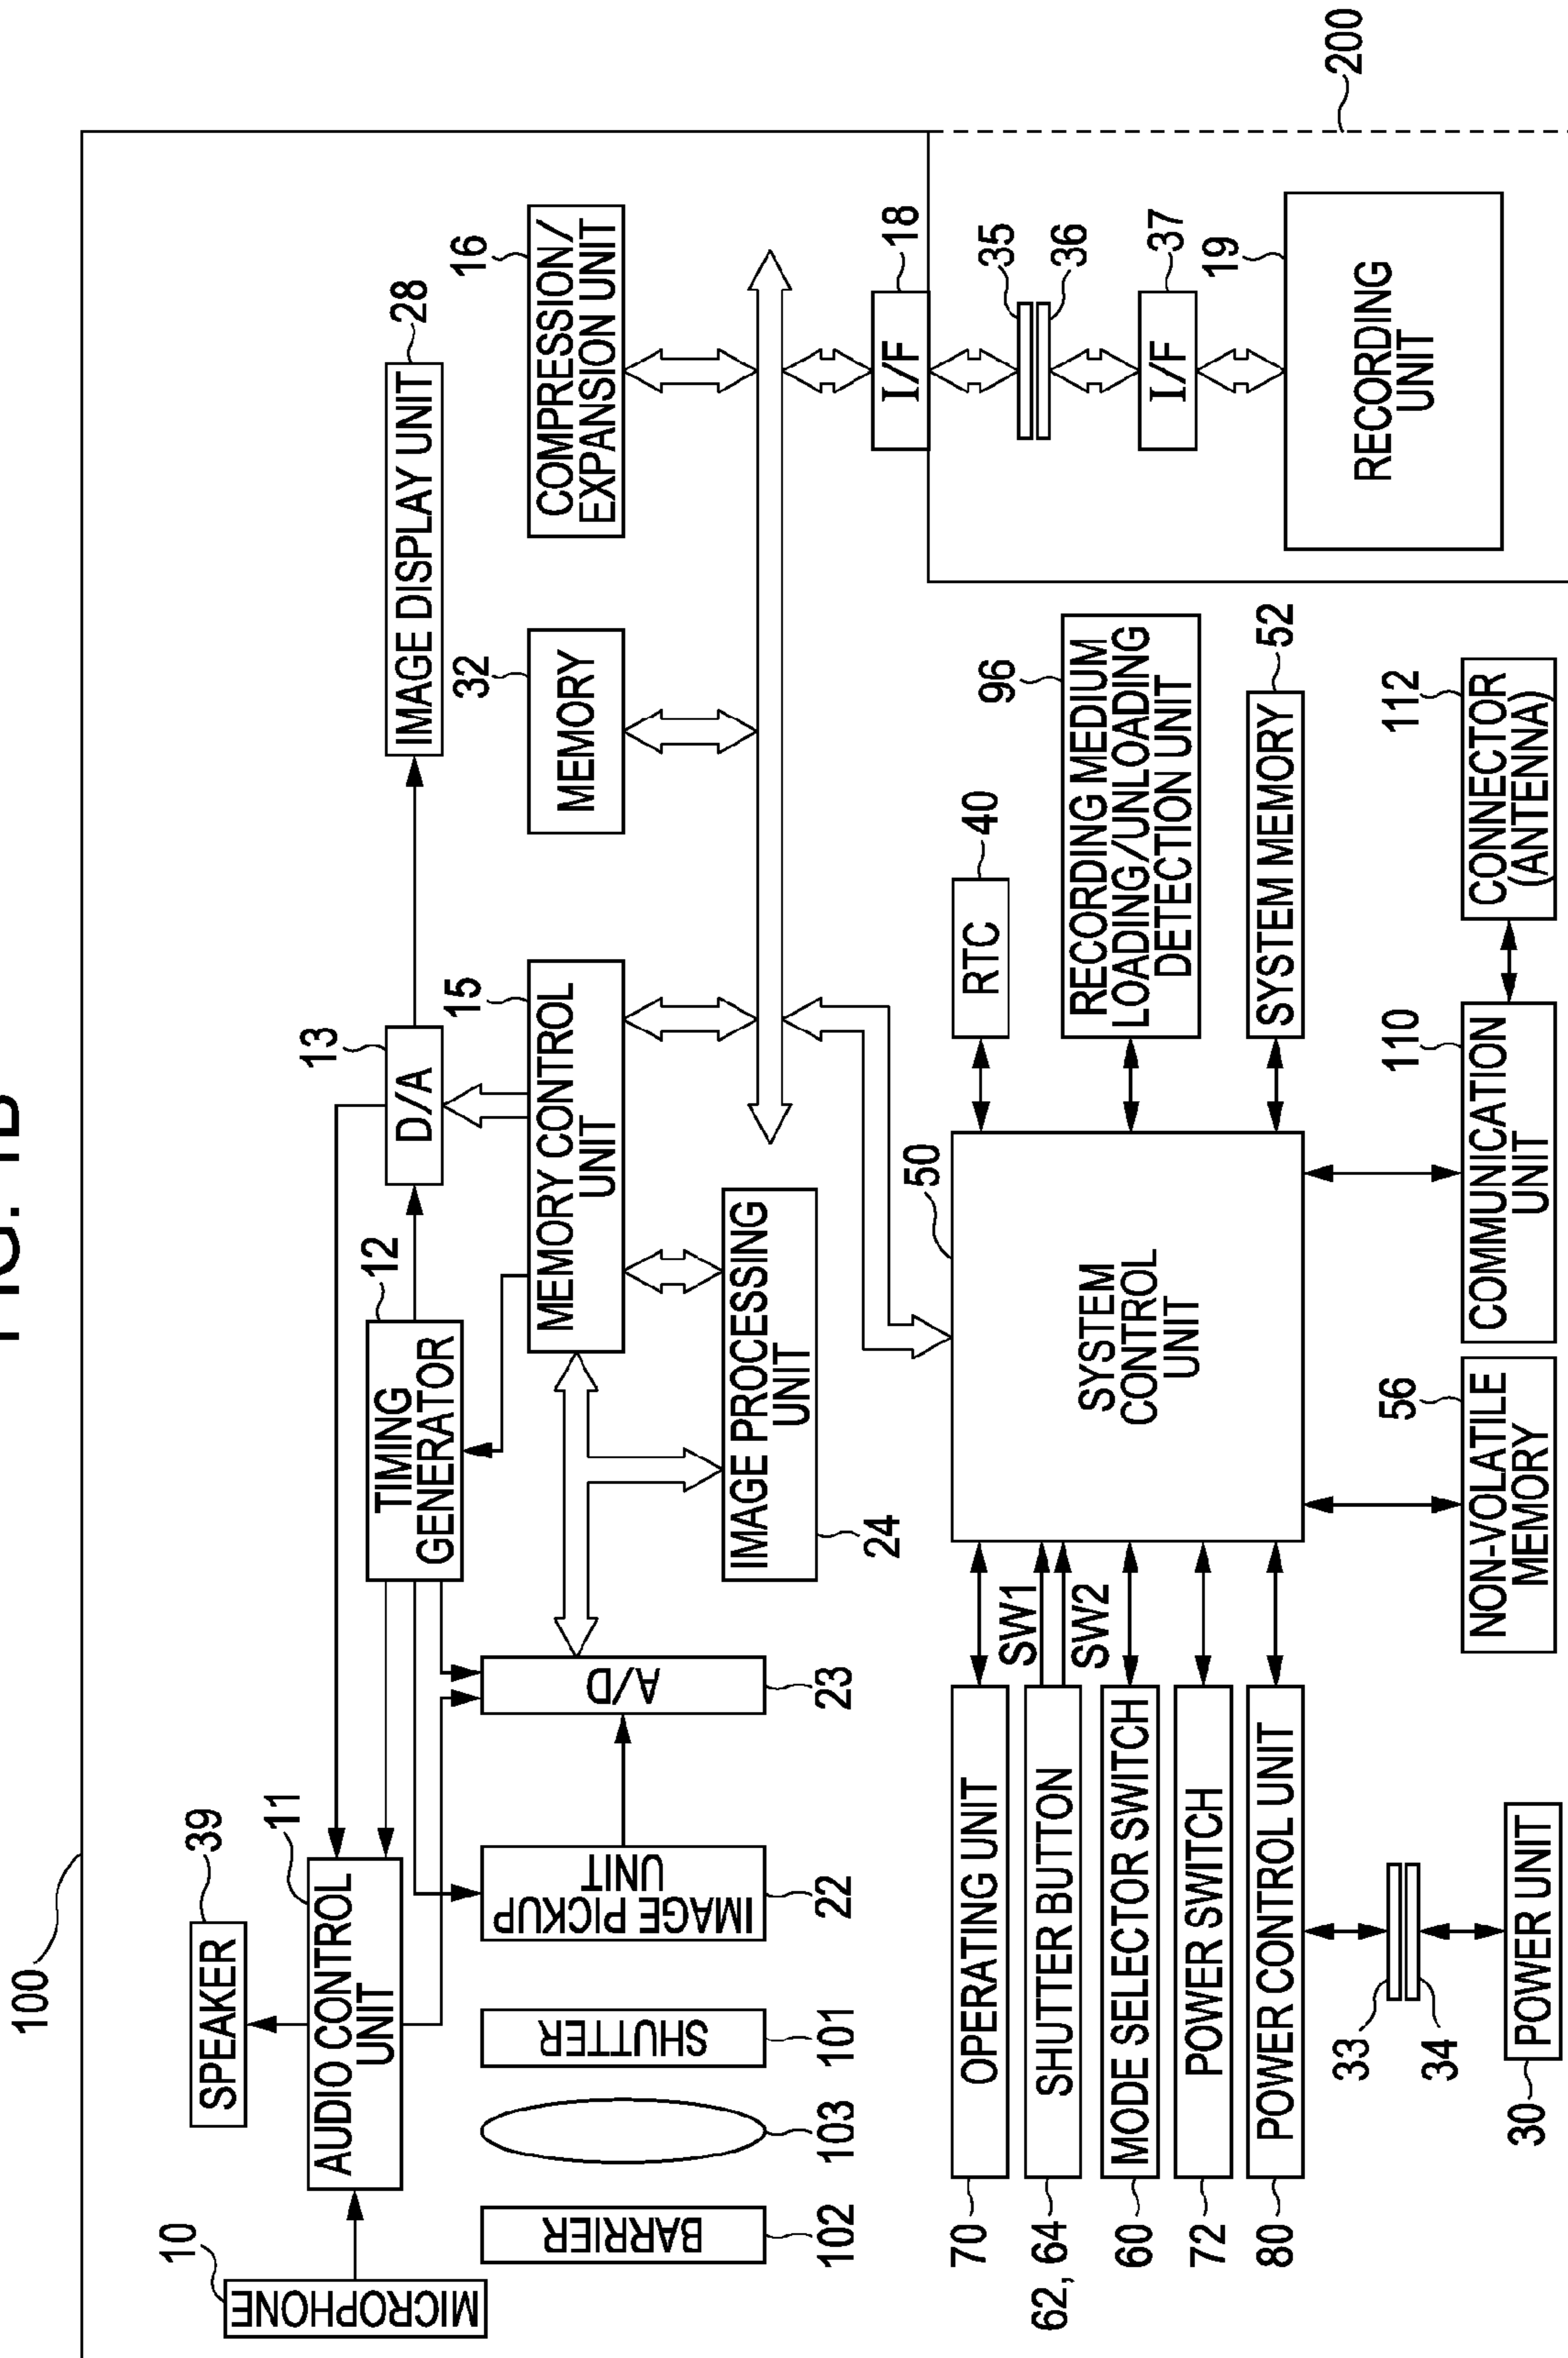 FIG. 1B
100
200
SPEAKER
39
10
MICROPHONE
AUDIO CONTROL
UNIT
11
TIMING
GENERATOR
12
D/A
13
IMAGE DISPLAY UNIT
28
BARRIER
102
103
SHUTTER
101
IMAGE PICKUP
UNIT
22
A/D
23
MEMORY CONTROL
UNIT
15
MEMORY
32
COMPRESSION/
EXPANSION UNIT
16
IMAGE PROCESSING
UNIT
24
I/F
18
35
36
I/F
37
RECORDING
UNIT
19
70
OPERATING UNIT
62, 64
SHUTTER BUTTON
SW1
SW2
60
MODE SELECTOR SWITCH
72
POWER SWITCH
80
POWER CONTROL UNIT
SYSTEM
CONTROL
UNIT
50
RTC
40
RECORDING MEDIUM
LOADING/UNLOADING
DETECTION UNIT
96
SYSTEM MEMORY
52
33
34
30
POWER UNIT
NON-VOLATILE
MEMORY
56
COMMUNICATION
UNIT
110
CONNECTOR
(ANTENNA)
112